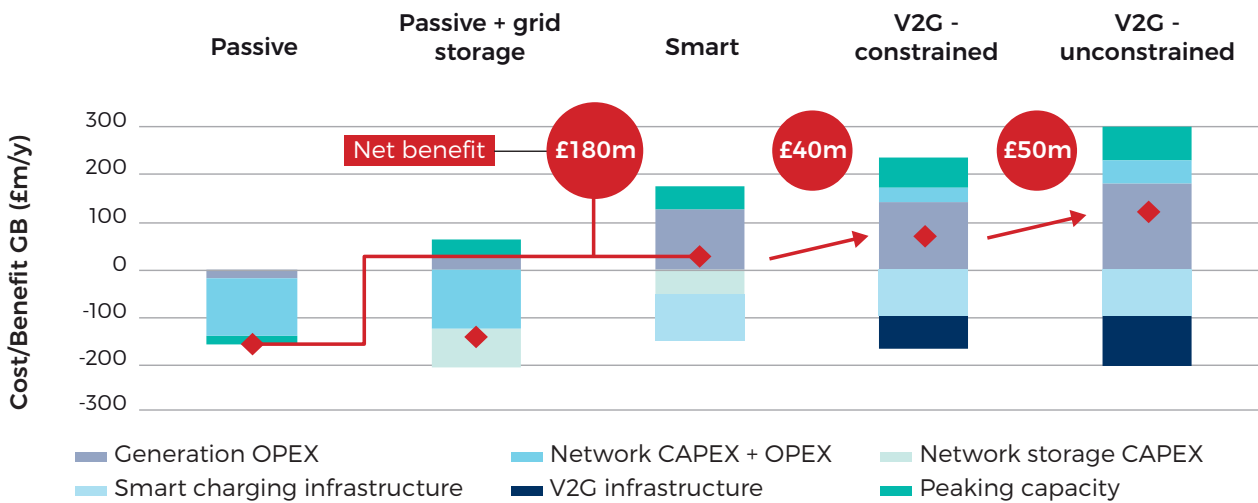 Passive
Passive + grid
storage
Smart
V2G -
constrained
V2G -
unconstrained
Cost/Benefit GB (£m/y)
300
200
100
0
-100
-200
-300
Net benefit
£180m
£40m
£50m
Generation OPEX
Network CAPEX + OPEX
Network storage CAPEX
Smart charging infrastructure
V2G infrastructure
Peaking capacity